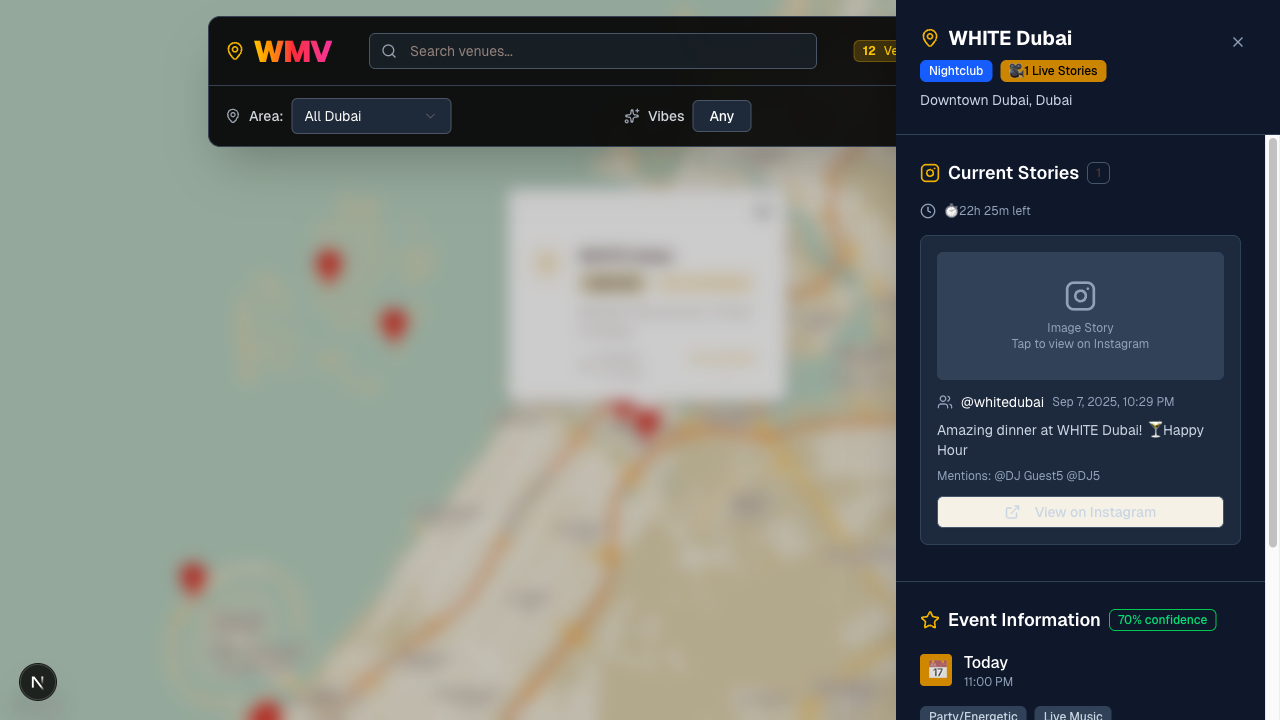 WMV
Search venues...
12 Ve
Area:
All Dubai
Vibes
Any
WHITE Dubai
Nightclub
🎥1 Live Stories
Downtown Dubai, Dubai
Current Stories
1
⏱️22h 25m left
Image Story
Tap to view on Instagram
@whitedubai Sep 7, 2025, 10:29 PM
Amazing dinner at WHITE Dubai! 🍸Happy
Hour
Mentions: @DJ Guest5 @DJ5
View on Instagram
Event Information
70% confidence
Today
11:00 PM
Party/Energetic
Live Music
N